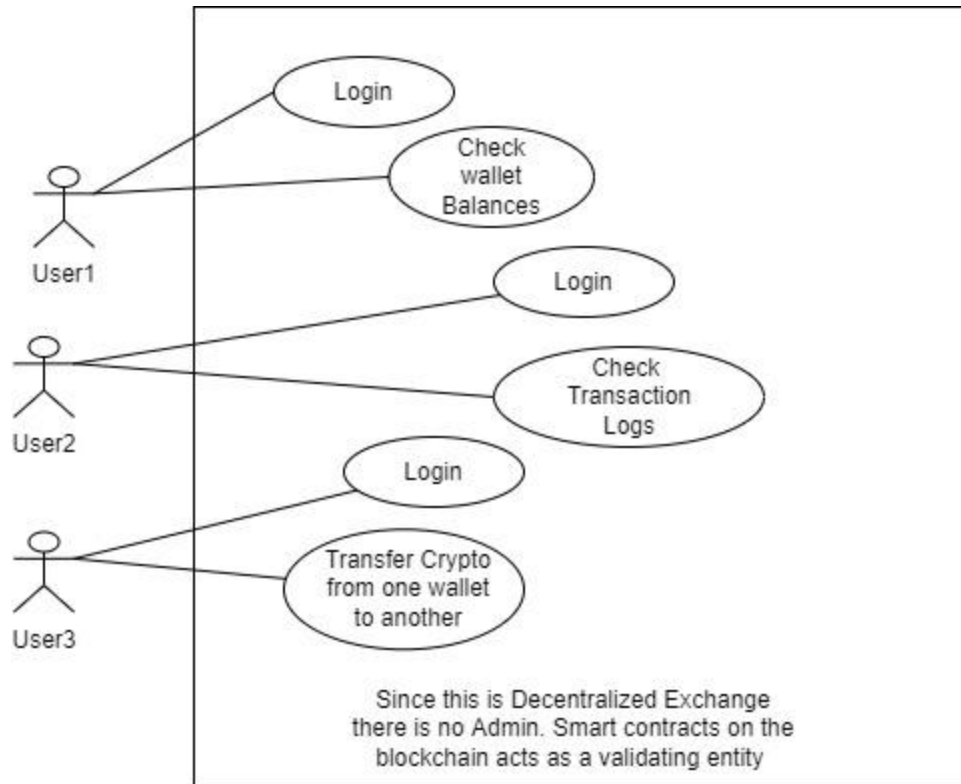 Login
Check
wallet
Balances
User1
Login
Check
Transaction
Logs
User2
Login
Transfer Crypto
from one wallet
to another
User3
Since this is Decentralized Exchange
there is no Admin. Smart contracts on the
blockchain acts as a validating entity